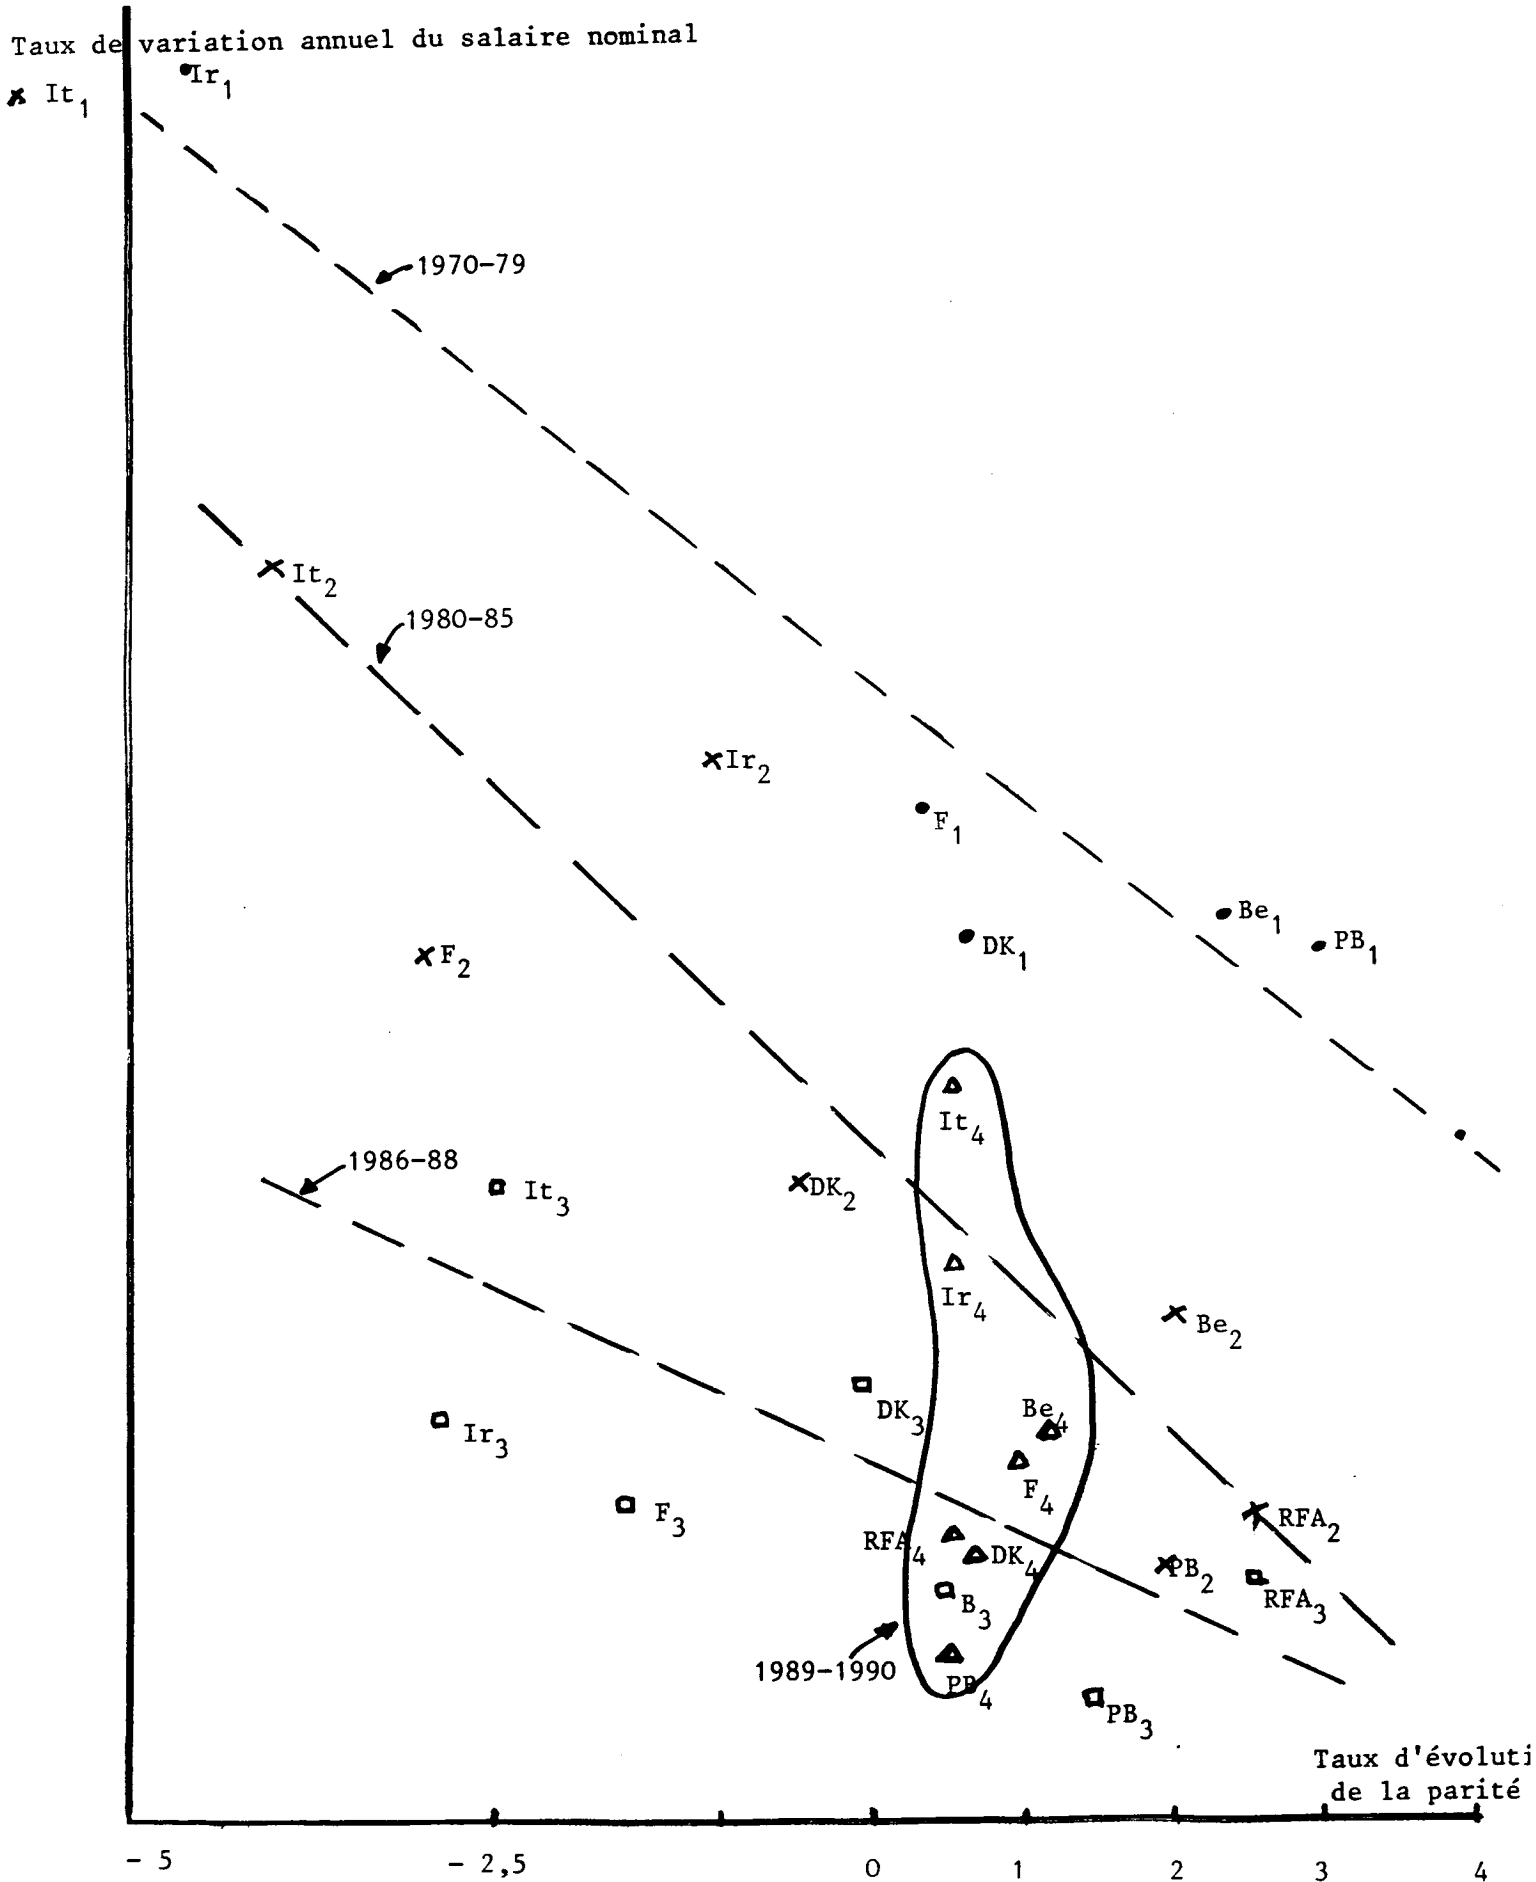 Taux de variation annuel du salaire nominal
Ir1
It1
1970-79
It2
1980-85
Ir2
F1
Be1
DK1
PB1
F2
It4
1986-88
It3
DK2
Ir4
Be2
DK3
Be4
Ir3
F4
F3
RFA2
RFA4
DK4
PB2
B3
RFA3
1989-1990
PB4
PB3
Taux d'évoluti
de la parité
- 5
- 2,5
0
1
2
3
4